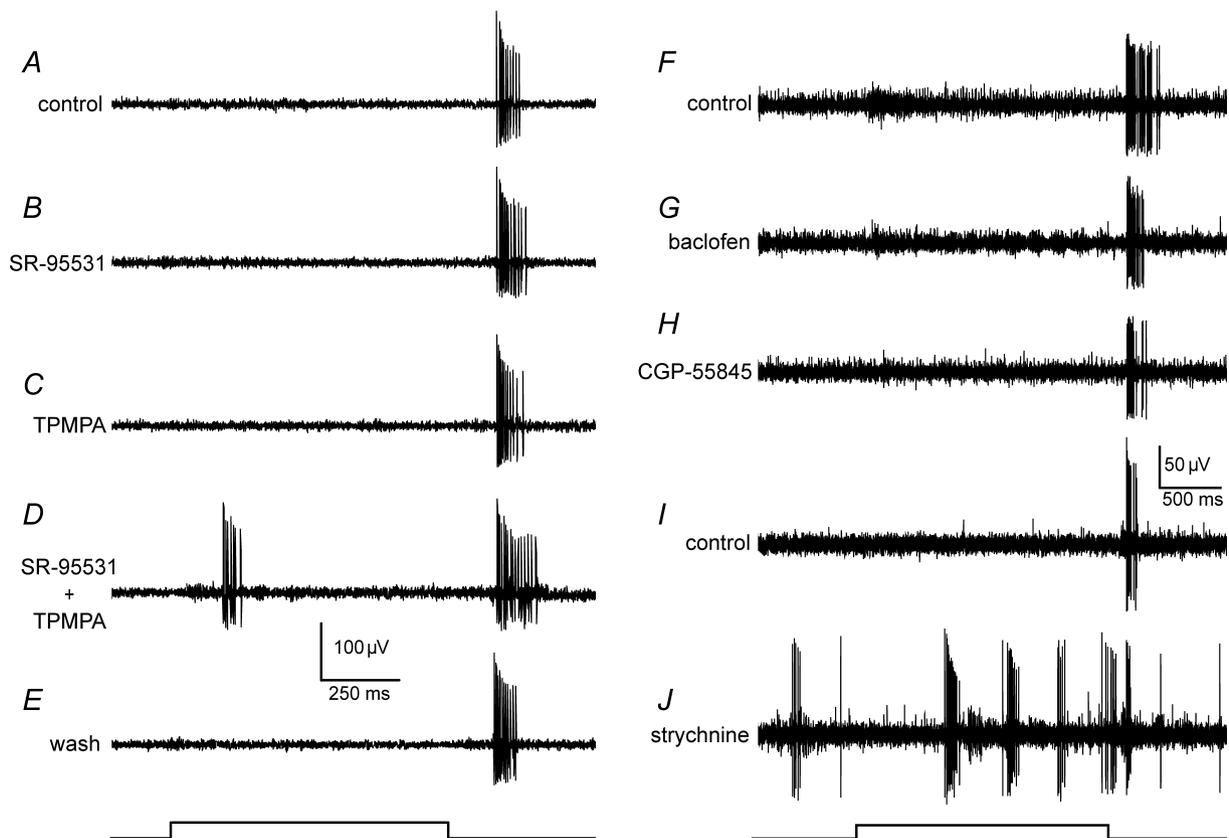 A
control
B
SR-95531
C
TPMPA
D
SR-95531
+
TPMPA
100 µV
250 ms
E
wash
F
control
G
baclofen
H
CGP-55845
50 µV
500 ms
I
control
J
strychnine